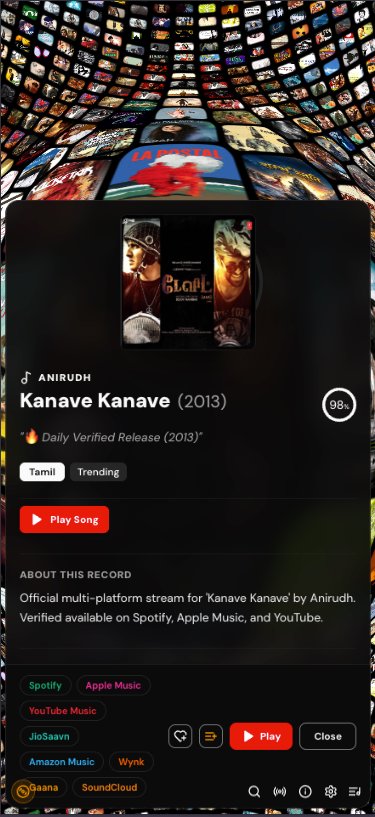 LA POSTAL
டேவிட்
ANIRUDH
Kanave Kanave (2013)
98%
"🔥 Daily Verified Release (2013)"
Tamil Trending
Play Song
ABOUT THIS RECORD
Official multi-platform stream for 'Kanave Kanave' by Anirudh.
Verified available on Spotify, Apple Music, and YouTube.
Spotify Apple Music
YouTube Music
JioSaavn
Play Close
Amazon Music Wynk
Gaana SoundCloud